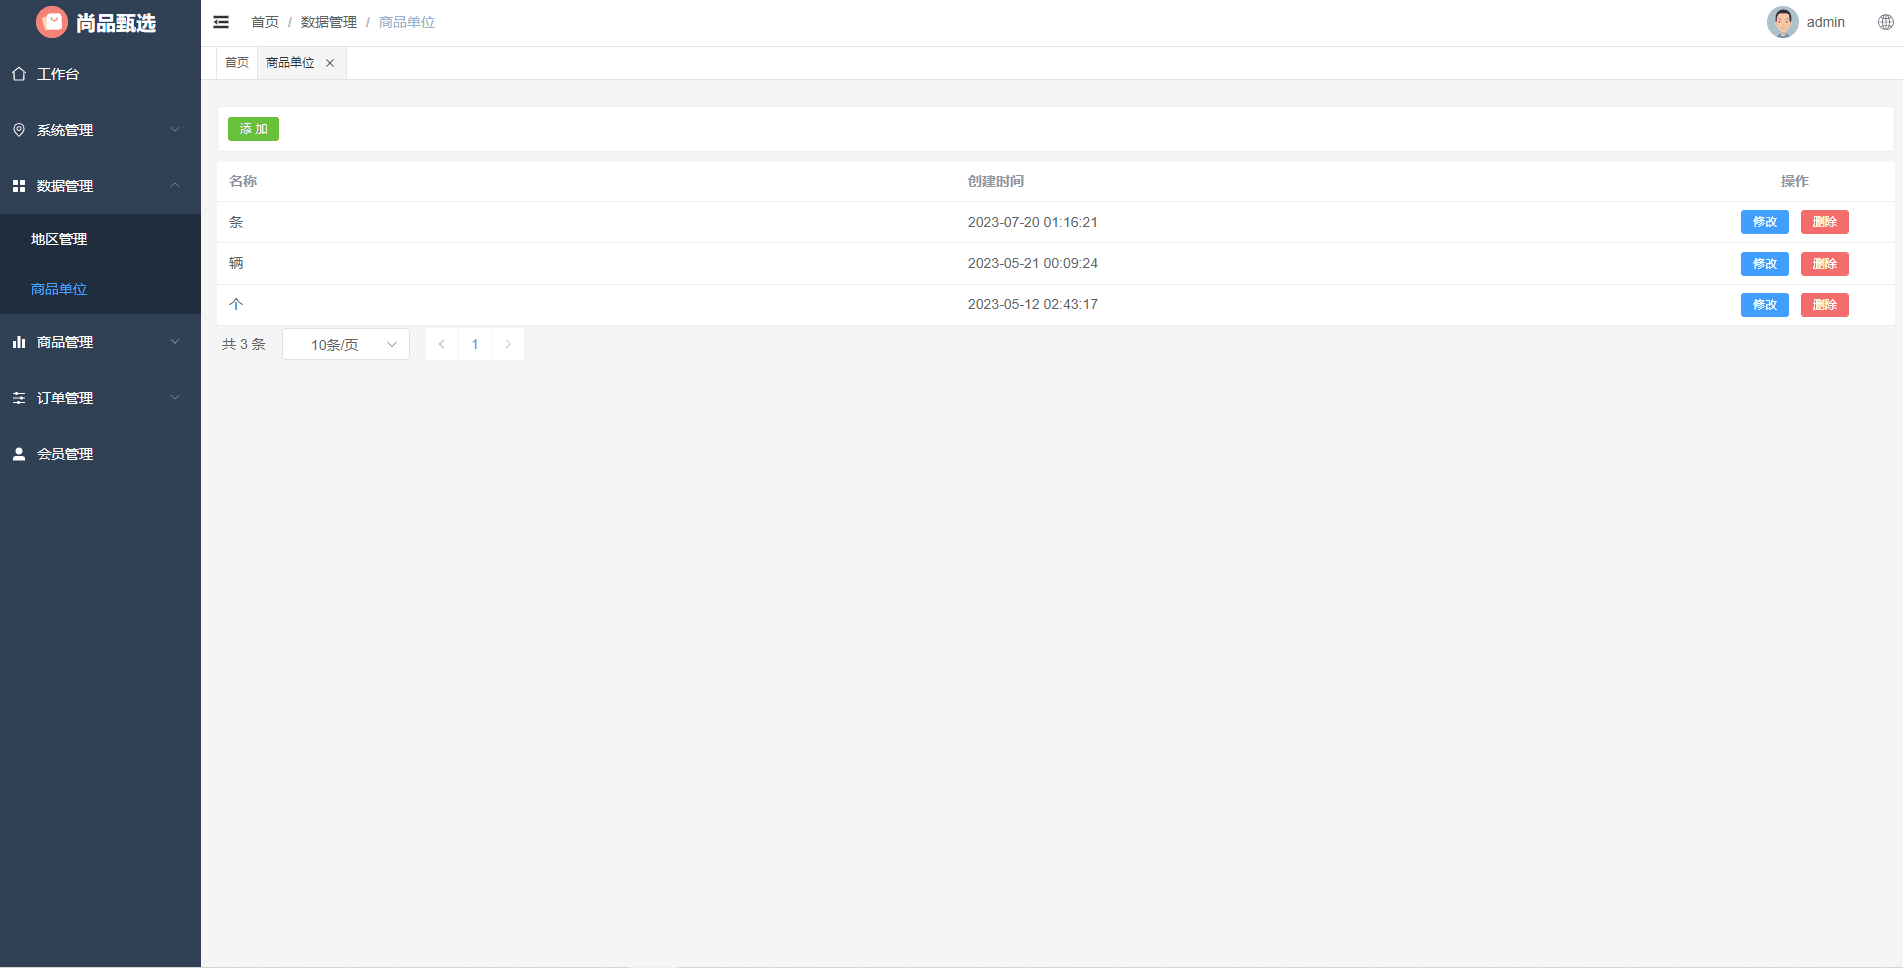 尚品甄选
工作台
系统管理
数据管理
地区管理
商品单位
商品管理
订单管理
会员管理
首页 / 数据管理 / 商品单位
admin
首页 商品单位
添 加
名称 创建时间 操作
条 2023-07-20 01:16:21 修改 删除
辆 2023-05-21 00:09:24 修改 删除
个 2023-05-12 02:43:17 修改 删除
共 3 条 10条/页 1